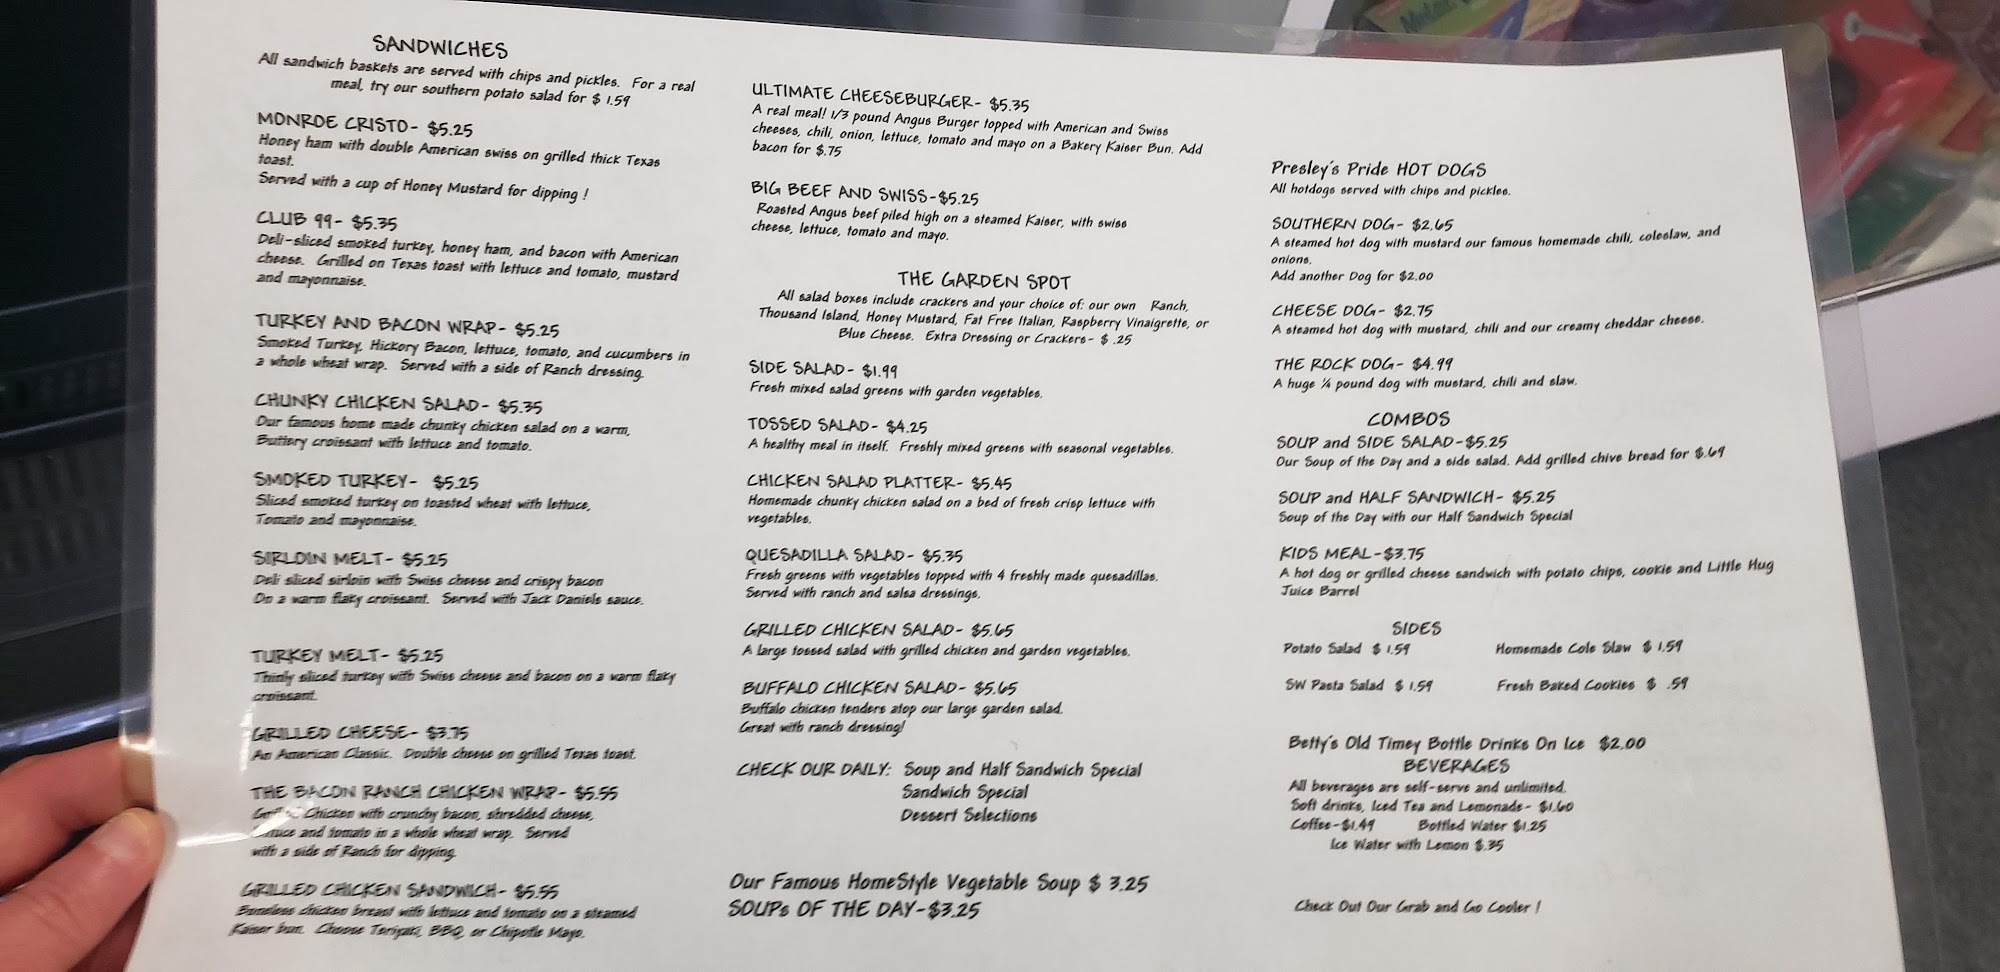 SANDWICHES
All sandwich baskets are served with chips and pickles. For a real
meal, try our southern potato salad for $ 1.59
MONROE CRISTO- $5.25
Honey ham with double American swiss on grilled thick Texas
toast.
Served with a cup of Honey Mustard for dipping !
CLUB 99- $5.35
Deli-sliced smoked turkey, honey ham, and bacon with American
cheese. Grilled on Texas toast with lettuce and tomato, mustard
and mayonnaise.
TURKEY AND BACON WRAP- $5.25
Smoked Turkey, Hickory Bacon, lettuce, tomato, and cucumbers in
a whole wheat wrap. Served with a side of Ranch dressing.
CHUNKY CHICKEN SALAD- $5.35
Our famous home made chunky chicken salad on a warm,
Buttery croissant with lettuce and tomato.
SMOKED TURKEY- $5.25
Sliced smoked turkey on toasted wheat with lettuce,
Tomato and mayonnaise.
SIRLOIN MELT- $5.25
Deli sliced sirloin with Swiss cheese and crispy bacon
On a warm flaky croissant. Served with Jack Daniels sauce.
TURKEY MELT- $5.25
Thinly sliced turkey with Swiss cheese and bacon on a warm flaky
croissant.
GRILLED CHEESE- $3.75
An American Classic. Double cheese on grilled Texas toast.
THE BACON RANCH CHICKEN WRAP- $5.55
Grilled Chicken with crunchy bacon, shredded cheese,
lettuce and tomato in a whole wheat wrap. Served
with a side of Ranch for dipping.
GRILLED CHICKEN SANDWICH- $5.55
Boneless chicken breast with lettuce and tomato on a steamed
Kaiser bun. Choose Teriyaki, BBQ, or Chipotle Mayo.
ULTIMATE CHEESEBURGER- $5.35
A real meal! 1/3 pound Angus Burger topped with American and Swiss
cheeses, chili, onion, lettuce, tomato and mayo on a Bakery Kaiser Bun. Add
bacon for $.75
BIG BEEF AND SWISS-$5.25
Roasted Angus beef piled high on a steamed Kaiser, with swiss
cheese, lettuce, tomato and mayo.
THE GARDEN SPOT
All salad boxes include crackers and your choice of: our own Ranch,
Thousand Island, Honey Mustard, Fat Free Italian, Raspberry Vinaigrette, or
Blue Cheese. Extra Dressing or Crackers- $ .25
SIDE SALAD- $1.99
Fresh mixed salad greens with garden vegetables.
TOSSED SALAD- $4.25
A healthy meal in itself. Freshly mixed greens with seasonal vegetables.
CHICKEN SALAD PLATTER- $5.45
Homemade chunky chicken salad on a bed of fresh crisp lettuce with
vegetables.
QUESADILLA SALAD- $5.35
Fresh greens with vegetables topped with 4 freshly made quesadillas.
Served with ranch and salsa dressings.
GRILLED CHICKEN SALAD- $5.65
A large tossed salad with grilled chicken and garden vegetables.
BUFFALO CHICKEN SALAD- $5.65
Buffalo chicken tenders atop our large garden salad.
Great with ranch dressing!
CHECK OUR DAILY: Soup and Half Sandwich Special
Sandwich Special
Dessert Selections
Our Famous HomeStyle Vegetable Soup $ 3.25
SOUPs OF THE DAY-$3.25
Presley's Pride HOT DOGS
All hotdogs served with chips and pickles.
SOUTHERN DOG- $2.65
A steamed hot dog with mustard our famous homemade chili, coleslaw, and
onions.
Add another Dog for $2.00
CHEESE DOG- $2.75
A steamed hot dog with mustard, chili and our creamy cheddar cheese.
THE ROCK DOG- $4.99
A huge ¼ pound dog with mustard, chili and slaw.
COMBOS
SOUP and SIDE SALAD-$5.25
Our Soup of the Day and a side salad. Add grilled chive bread for $.69
SOUP and HALF SANDWICH- $5.25
Soup of the Day with our Half Sandwich Special
KIDS MEAL-$3.75
A hot dog or grilled cheese sandwich with potato chips, cookie and Little Hug
Juice Barrel
SIDES
Potato Salad $ 1.59 Homemade Cole Slaw $ 1.59
SW Pasta Salad $ 1.59 Fresh Baked Cookies $ .59
Betty's Old Timey Bottle Drinks On Ice $2.00
BEVERAGES
All beverages are self-serve and unlimited.
Soft drinks, Iced Tea and Lemonade- $1.60
Coffee-$1.49 Bottled Water $1.25
Ice Water with Lemon $.35
Check Out Our Grab and Go Cooler !